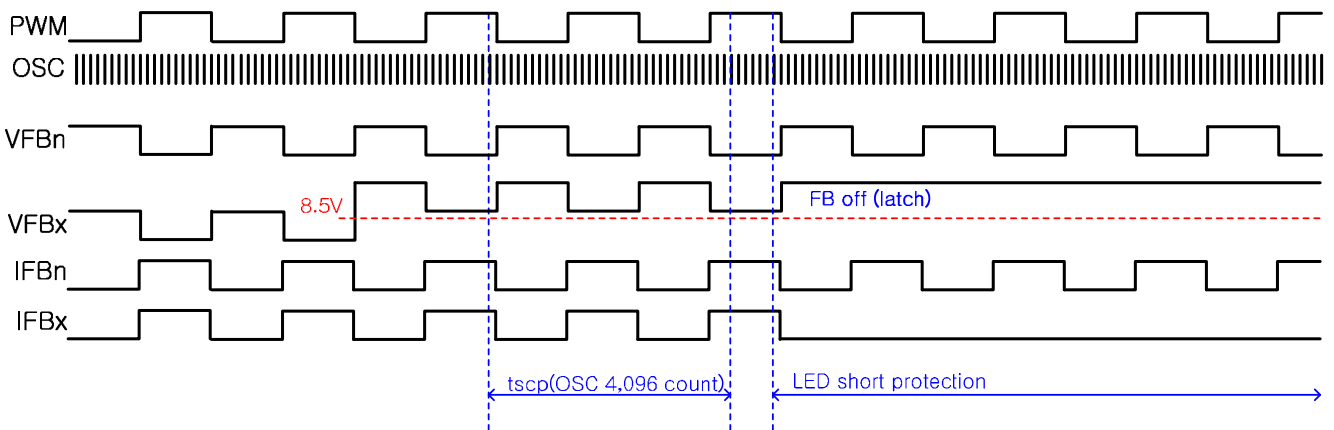 PWM
OSC
VFBn
8.5V
FB off (latch)
VFBx
IFBn
IFBx
tscp(OSC 4,096 count)
LED short protection